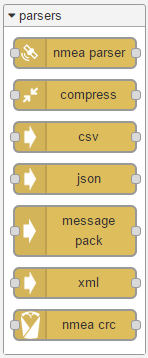 parsers
nmea parser
compress
csv
json
message
pack
xml
nmea crc